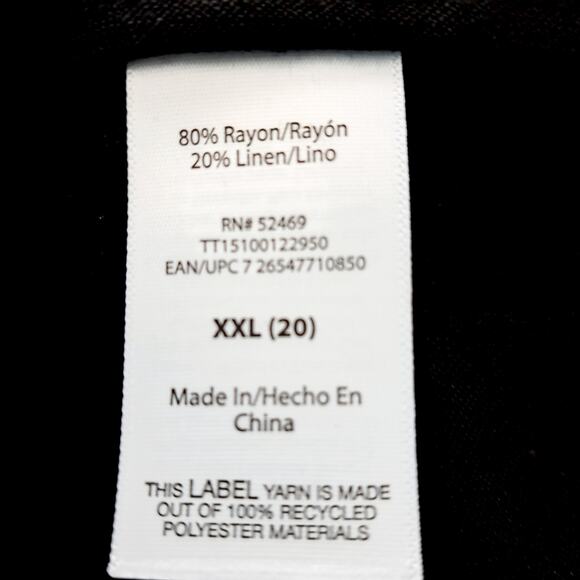 80% Rayon/Rayón
20% Linen/Lino
RN# 52469
TT15100122950
EAN/UPC 7 26547710850
XXL (20)
Made In/Hecho En
China
THIS LABEL YARN IS MADE
OUT OF 100% RECYCLED
POLYESTER MATERIALS